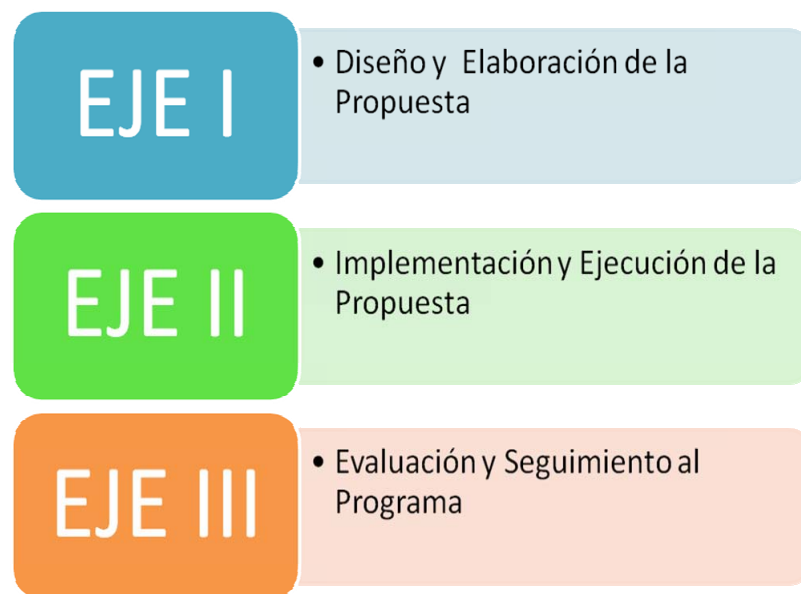 EJE I
• Diseño y Elaboración de la
Propuesta
EJE II
• Implementación y Ejecución de la
Propuesta
EJE III
• Evaluación y Seguimiento al
Programa